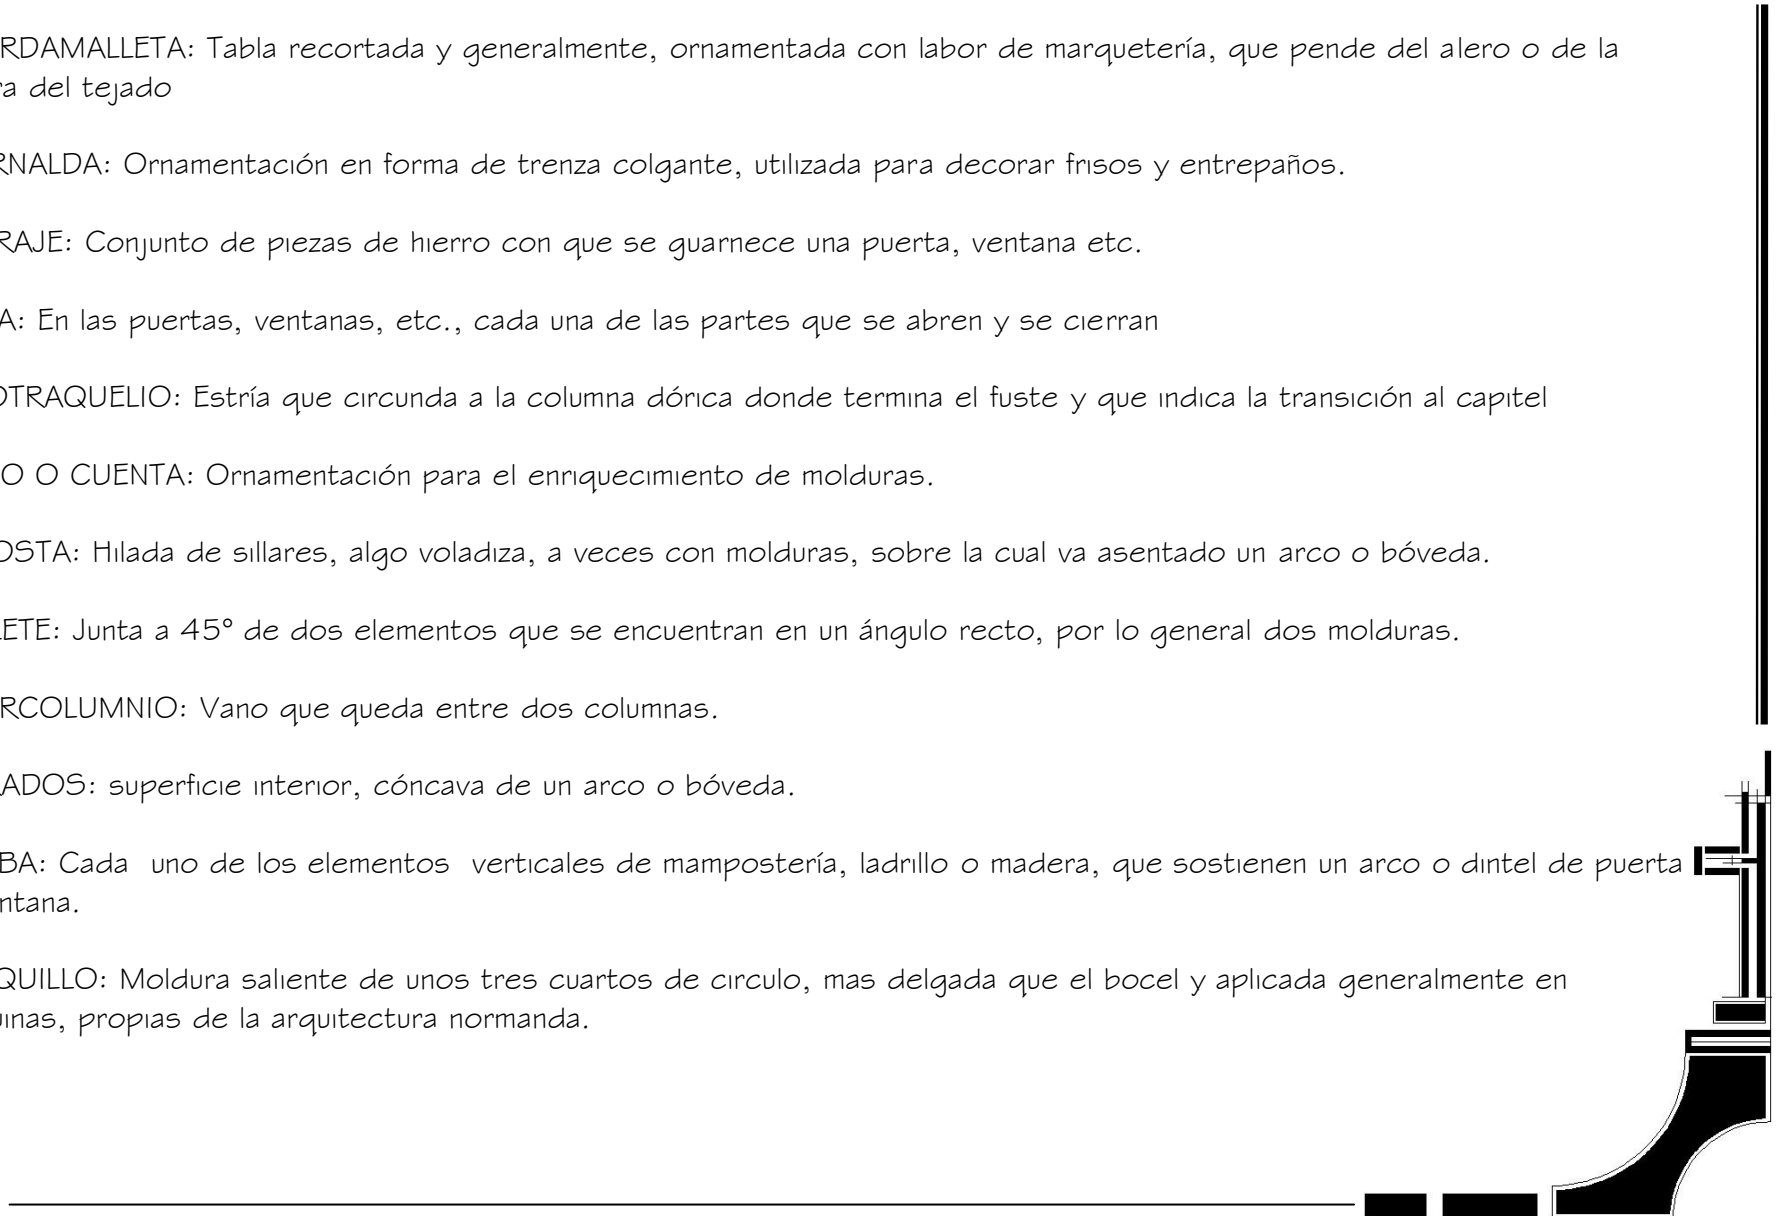 RDAMALLETA: Tabla recortada y generalmente, ornamentada con labor de marquetería, que pende del alero o de la
ra del tejado
RNALDA: Ornamentación en forma de trenza colgante, utilizada para decorar frisos y entrepaños.
RAJE: Conjunto de piezas de hierro con que se guarnece una puerta, ventana etc.
A: En las puertas, ventanas, etc., cada una de las partes que se abren y se cierran
OTRAQUELIO: Estría que circunda a la columna dórica donde termina el fuste y que indica la transición al capitel
O O CUENTA: Ornamentación para el enriquecimiento de molduras.
OSTA: Hilada de sillares, algo voladiza, a veces con molduras, sobre la cual va asentado un arco o bóveda.
LETE: Junta a 45° de dos elementos que se encuentran en un ángulo recto, por lo general dos molduras.
RCOLUMNIO: Vano que queda entre dos columnas.
ADOS: superficie interior, cóncava de un arco o bóveda.
BA: Cada uno de los elementos verticales de mampostería, ladrillo o madera, que sostienen un arco o dintel de puerta
ntana.
QUILLO: Moldura saliente de unos tres cuartos de circulo, mas delgada que el bocel y aplicada generalmente en
uinas, propias de la arquitectura normanda.